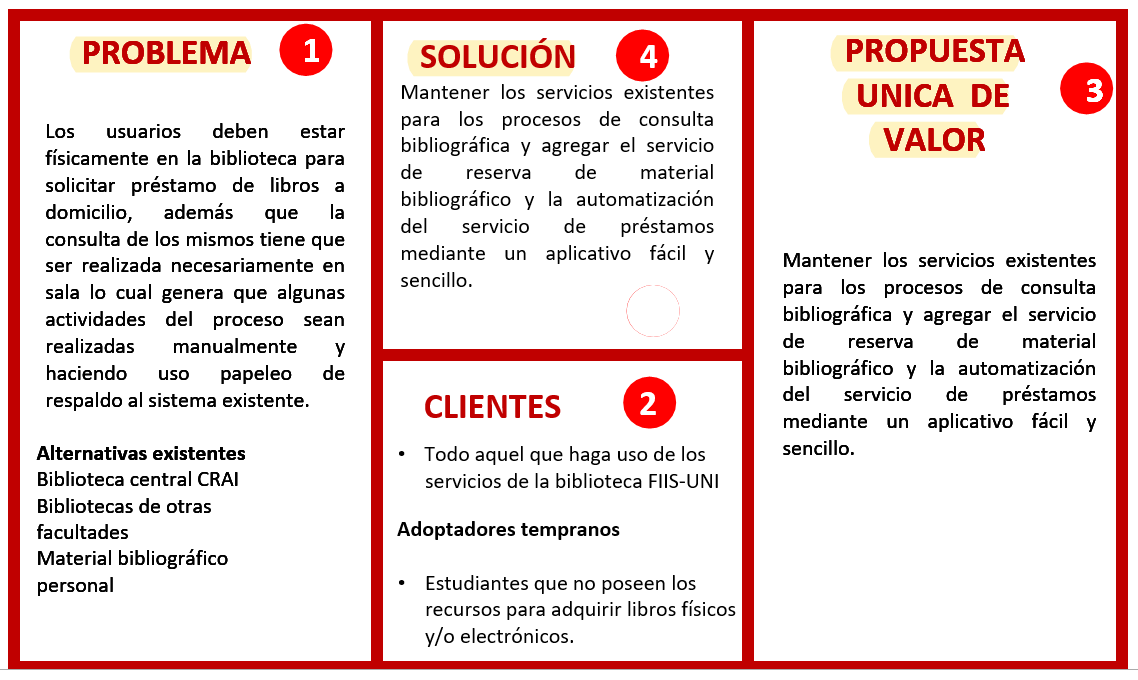 PROBLEMA 1
Los usuarios deben estar
físicamente en la biblioteca para
solicitar préstamo de libros a
domicilio, además que la
consulta de los mismos tiene que
ser realizada necesariamente en
sala lo cual genera que algunas
actividades del proceso sean
realizadas manualmente y
haciendo uso papeleo de
respaldo al sistema existente.
Alternativas existentes
Biblioteca central CRAI
Bibliotecas de otras
facultades
Material bibliográfico
personal
SOLUCIÓN 4
Mantener los servicios existentes
para los procesos de consulta
bibliográfica y agregar el servicio
de reserva de material
bibliográfico y la automatización
del servicio de préstamos
mediante un aplicativo fácil y
sencillo.
CLIENTES 2
• Todo aquel que haga uso de los
servicios de la biblioteca FIIS-UNI
Adoptadores tempranos
• Estudiantes que no poseen los
recursos para adquirir libros físicos
y/o electrónicos.
PROPUESTA
UNICA DE 3
VALOR
Mantener los servicios existentes
para los procesos de consulta
bibliográfica y agregar el servicio
de reserva de material
bibliográfico y la automatización
del servicio de préstamos
mediante un aplicativo fácil y
sencillo.